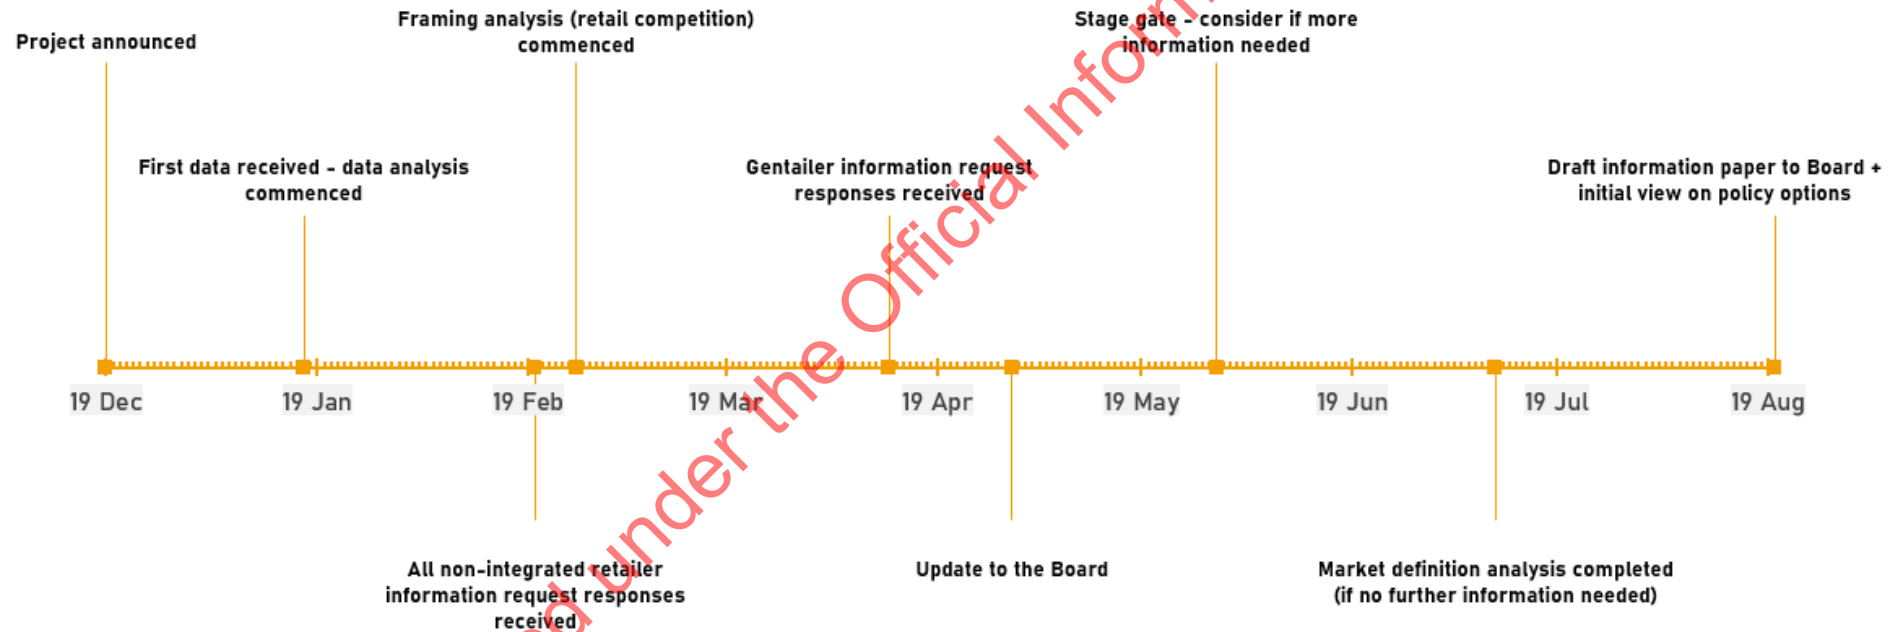 Project announced
Framing analysis (retail competition)
commenced
Stage gate - consider if more
information needed
First data received - data analysis
commenced
Gentailer information request
responses received
Draft information paper to Board +
initial view on policy options
19 Dec
19 Jan
19 Feb
19 Mar
19 Apr
19 May
19 Jun
19 Jul
19 Aug
All non-integrated retailer
information request responses
received
Update to the Board
Market definition analysis completed
(if no further information needed)
under the Official